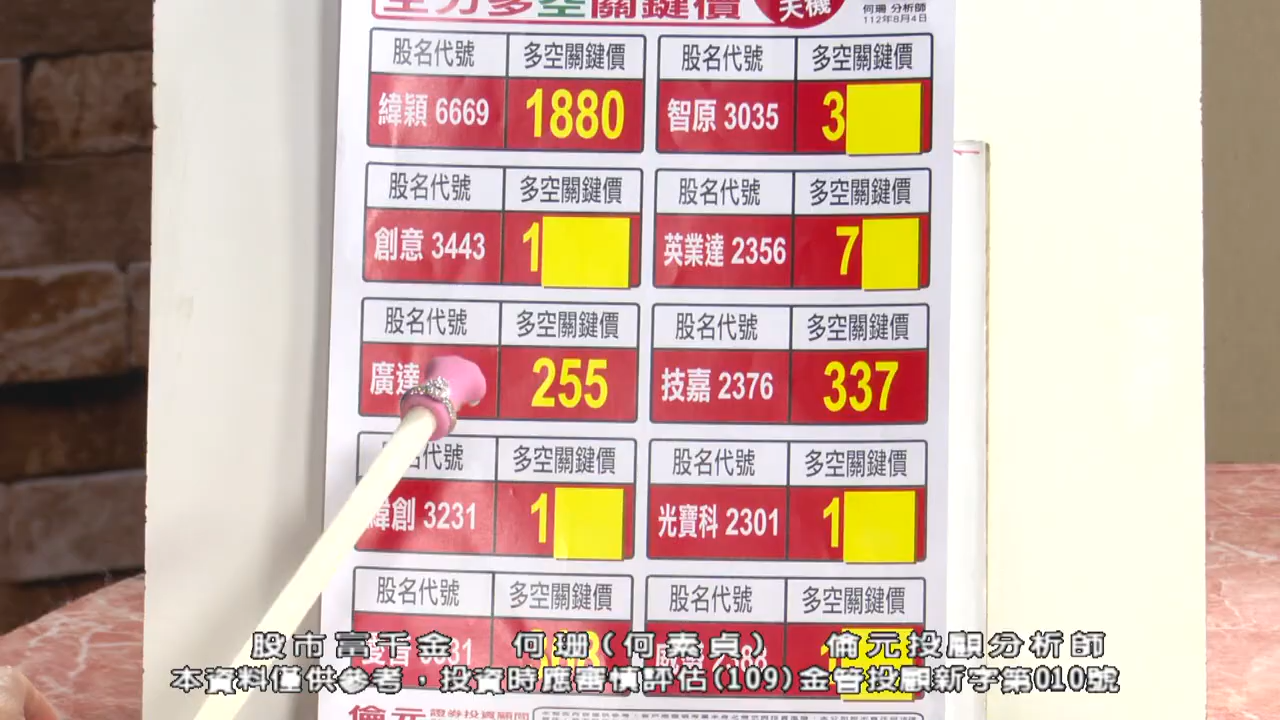 主力多空關鍵價 天機
何珊 分析師
112年8月4日
股名代號 多空關鍵價 股名代號 多空關鍵價
緯穎 6669 1880 智原 3035 3
股名代號 多空關鍵價 股名代號 多空關鍵價
創意 3443 1 英業達 2356 7
股名代號 多空關鍵價 股名代號 多空關鍵價
廣達 255 技嘉 2376 337
股名代號 多空關鍵價 股名代號 多空關鍵價
緯創 3231 1 光寶科 2301 1
股名代號 多空關鍵價 股名代號 多空關鍵價
股市富千金 何珊(何素貞) 倫元投顧分析師
本資料僅供參考,投資時應審慎評估(109)金管投顧新字第010號